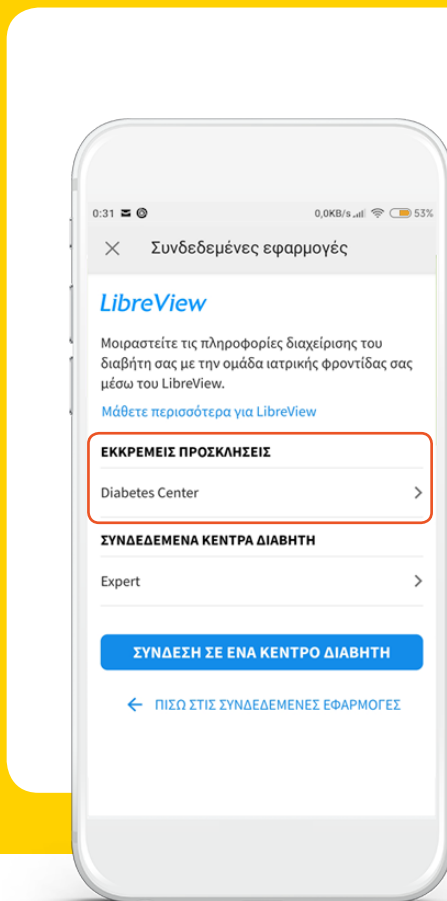 0:31
0,0KB/s
53%
Συνδεδεμένες εφαρμογές
LibreView
Μοιραστείτε τις πληροφορίες διαχείρισης του
διαβήτη σας με την ομάδα ιατρικής φροντίδας σας
μέσω του LibreView.
Μάθετε περισσότερα για LibreView
ΕΚΚΡΕΜΕΙΣ ΠΡΟΣΚΛΗΣΕΙΣ
Diabetes Center
ΣΥΝΔΕΔΕΜΕΝΑ ΚΕΝΤΡΑ ΔΙΑΒΗΤΗ
Expert
ΣΥΝΔΕΣΗ ΣΕ ΕΝΑ ΚΕΝΤΡΟ ΔΙΑΒΗΤΗ
ΠΙΣΩ ΣΤΙΣ ΣΥΝΔΕΔΕΜΕΝΕΣ ΕΦΑΡΜΟΓΕΣ